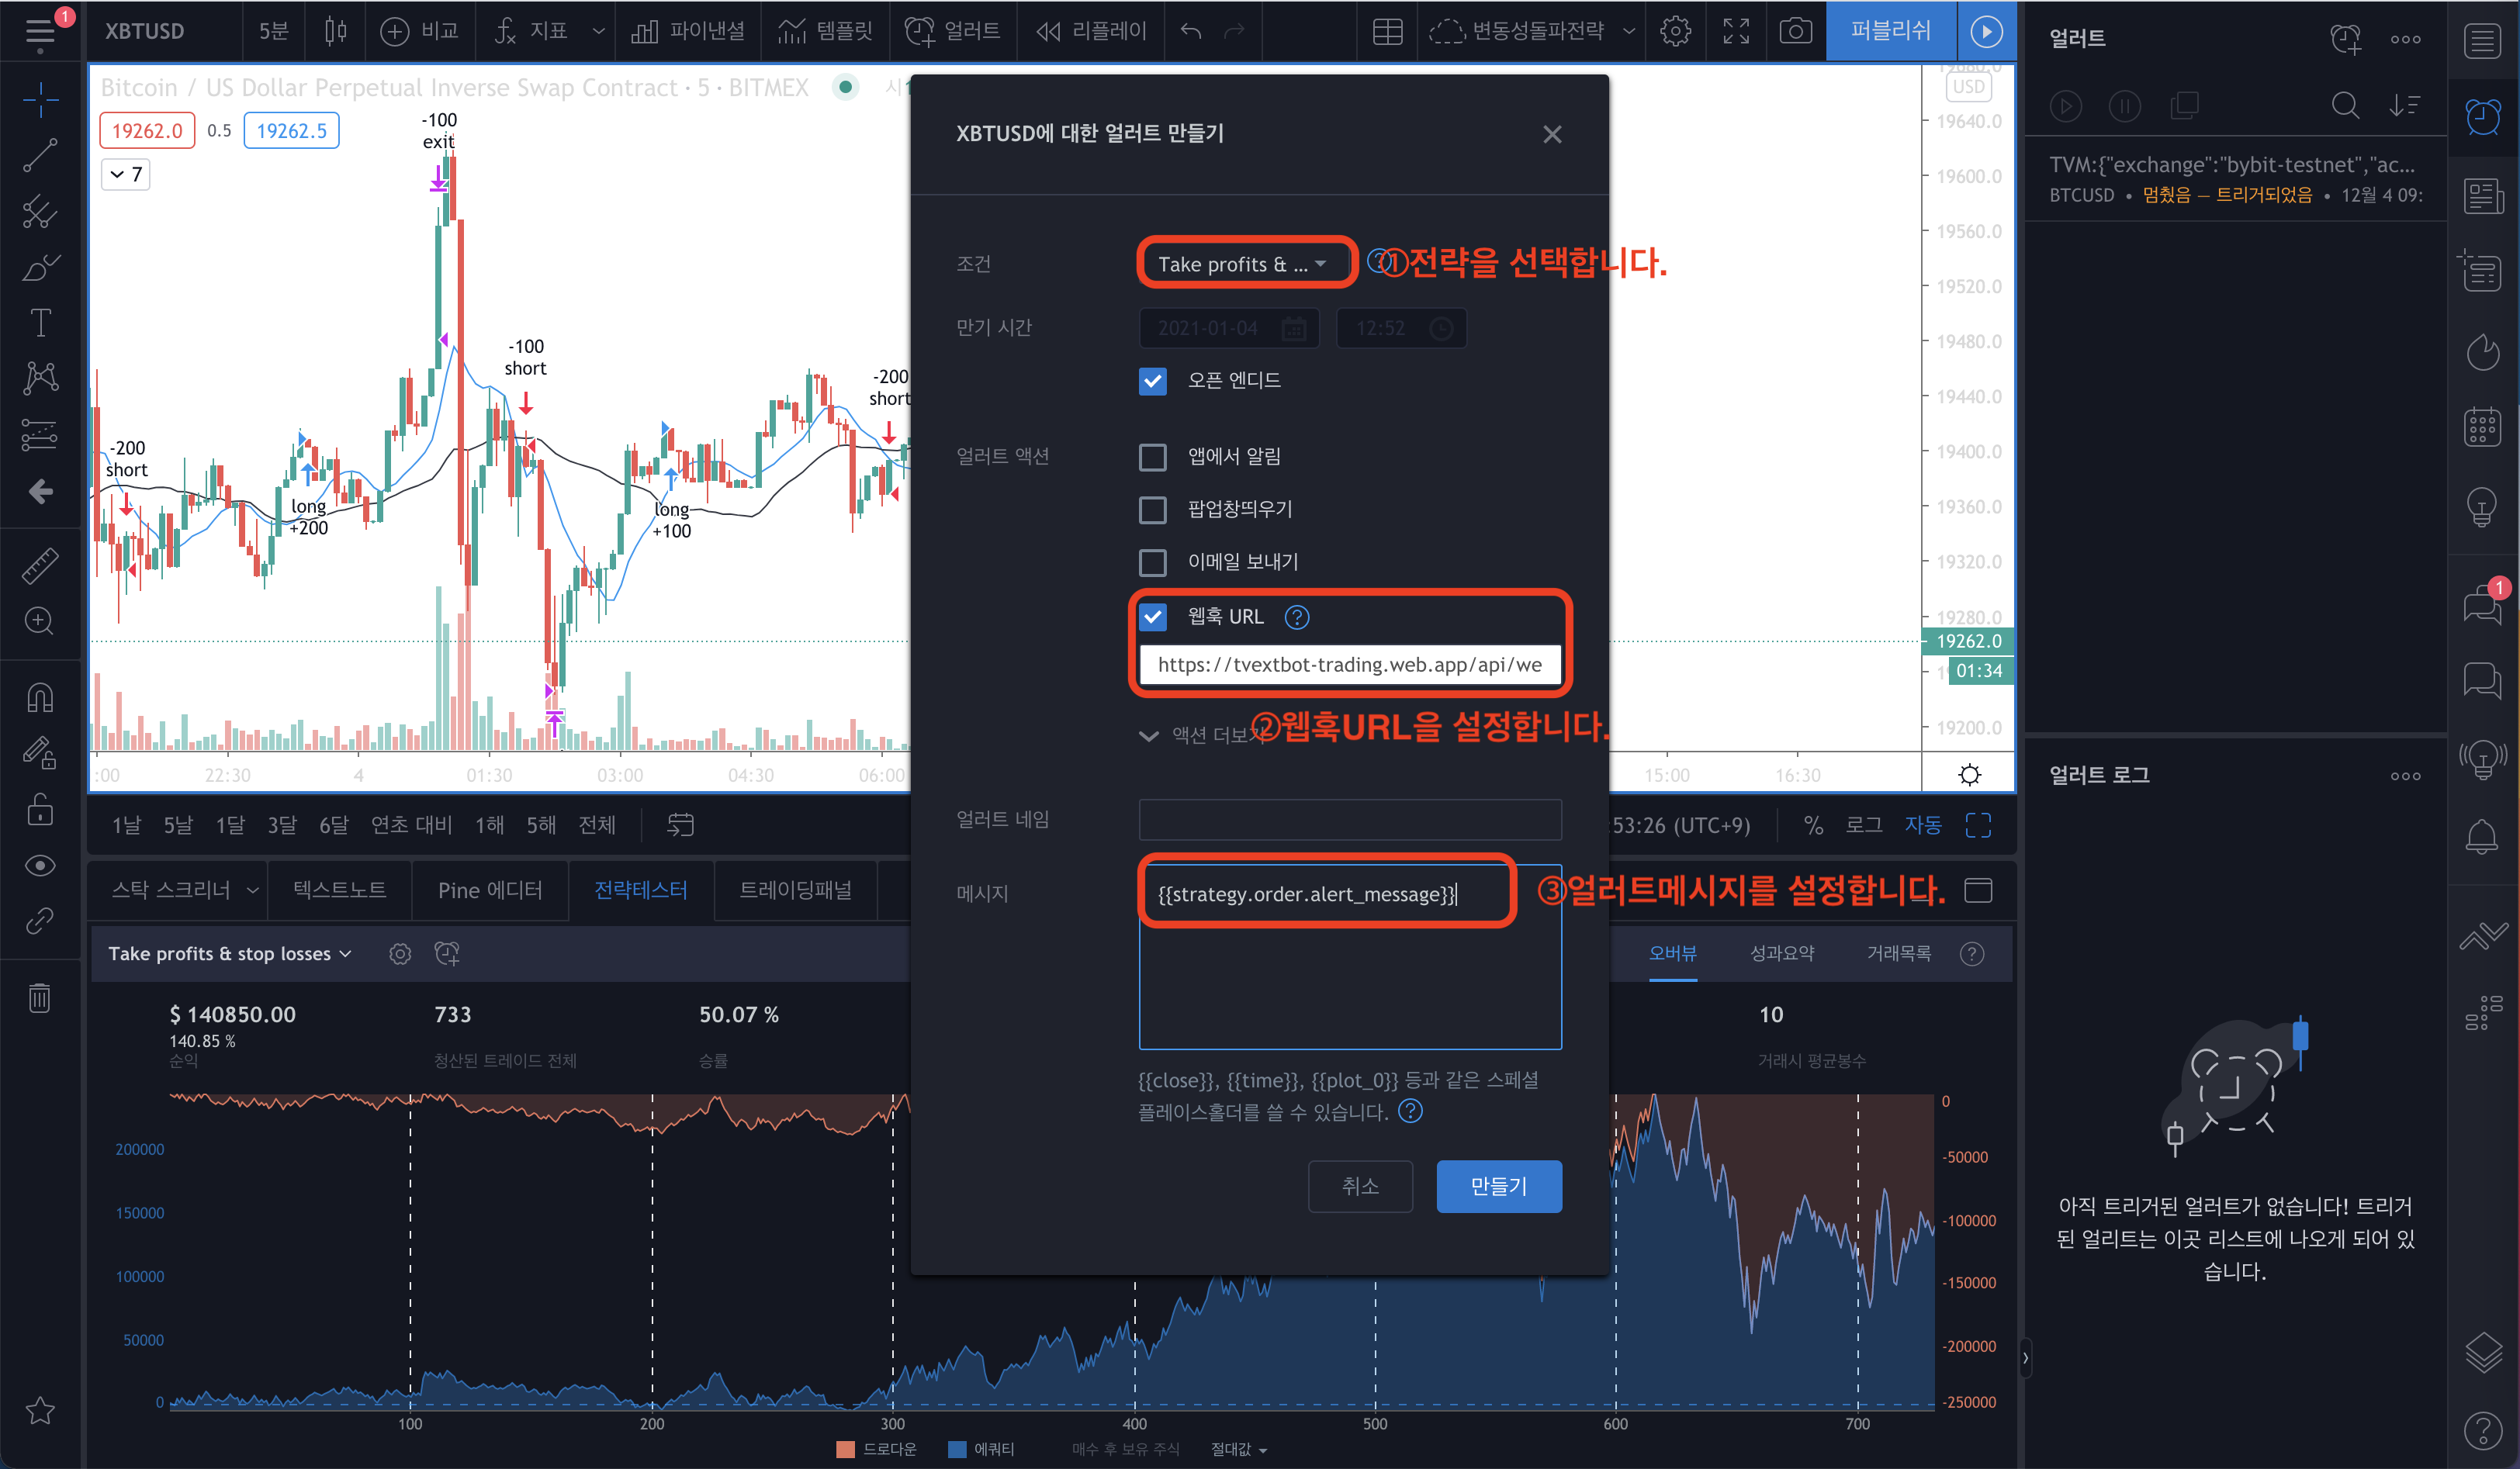 1
XBTUSD
5분
비교
지표
파이낸셜
템플릿
얼러트
리플레이
변동성돌파전략
퍼블리쉬
얼러트
Bitcoin / US Dollar Perpetual Inverse Swap Contract · 5 · BITMEX
19262.0
0.5
19262.5
7
-100
exit
-100
short
-200
short
-200
short
long
+200
long
+100
USD
19640.0
19600.0
19560.0
19520.0
19480.0
19440.0
19400.0
19360.0
19320.0
19280.0
19262.0
01:34
19200.0
:00
22:30
4
01:30
03:00
04:30
06:00
15:00
16:30
XBTUSD에 대한 얼러트 만들기
조건
Take profits & ...
①전략을 선택합니다.
만기 시간
2021-01-04
12:52
오픈 엔디드
얼러트 액션
앱에서 알림
팝업창띄우기
이메일 보내기
웹훅 URL
https://tvextbot-trading.web.app/api/we
②웹훅URL을 설정합니다.
액션 더보기
얼러트 네임
메시지
{{strategy.order.alert_message}}
③얼러트메시지를 설정합니다.
{{close}}, {{time}}, {{plot_0}} 등과 같은 스페셜
플레이스홀더를 쓸 수 있습니다.
취소
만들기
TVM:{"exchange":"bybit-testnet","ac...
BTCUSD • 멈췄음 — 트리거되었음 • 12월 4 09:
1
1날
5날
1달
3달
6달
연초 대비
1해
5해
전체
:53:26 (UTC+9)
%
로그
자동
스탁 스크리너
텍스트노트
Pine 에디터
전략테스터
트레이딩패널
Take profits & stop losses
오버뷰
성과요약
거래목록
$ 140850.00
140.85 %
순익
733
청산된 트레이드 전체
50.07 %
승률
10
거래시 평균봉수
200000
150000
100000
50000
0
0
-50000
-100000
-150000
-200000
-250000
100
200
300
400
500
600
700
드로다운
에쿼티
매수 후 보유 주식
절대값
얼러트 로그
아직 트리거된 얼러트가 없습니다! 트리거
된 얼리트는 이곳 리스트에 나오게 되어 있
습니다.